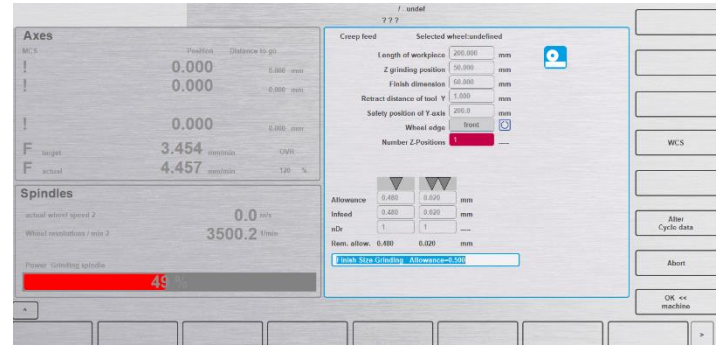 / undef
???
Axes
MCS Position Distance to go
! 0.000 0.000 mm
! 0.000 0.000 mm
! 0.000 0.000 mm
F target 3.454 mm/min OVR
F actual 4.457 mm/min 120 %
Spindles
actual wheel speed 2 0.0 m/s
Wheel revolutions / min 2 3500.2 1/min
Power Grinding spindle
49 %
Creep feed Selected wheel:undefined
Length of workpiece 200.000 mm
Z grinding position 50.000 mm
Finish dimension 60.000 mm
Retract distance of tool Y 1.000 mm
Safety position of Y-axis 200.0 mm
Wheel edge front
Number Z-Positions 1 __
Allowance 0.480 0.020 mm
Infeed 0.480 0.020 mm
nDr 1 1 __
Rem. allow. 0.480 0.020 mm
Finish Size Grinding Allowance=0.500
WCS
Alter
Cyclo data
Abort
OK <<
machine
>